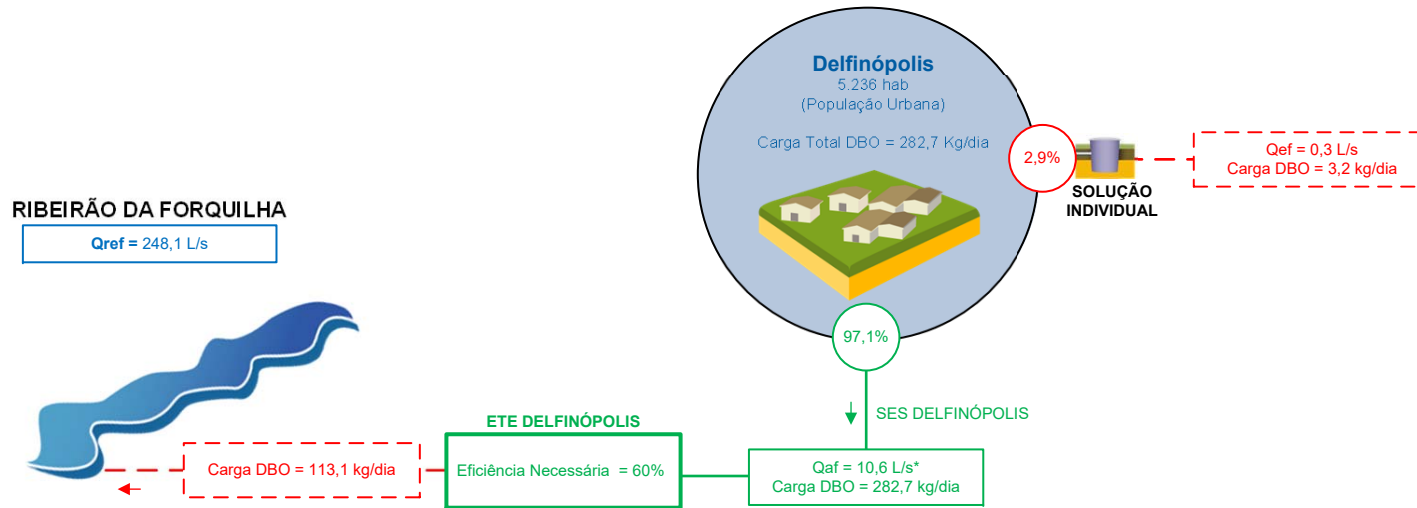 Delfinópolis
5.236 hab
(População Urbana)
Carga Total DBO = 282,7 Kg/dia
2,9%
SOLUÇÃO
INDIVIDUAL
Qef = 0,3 L/s
Carga DBO = 3,2 kg/dia
RIBEIRÃO DA FORQUILHA
Qref = 248,1 L/s
97,1%
SES DELFINÓPOLIS
ETE DELFINÓPOLIS
Carga DBO = 113,1 kg/dia
Eficiência Necessária = 60%
Qaf = 10,6 L/s*
Carga DBO = 282,7 kg/dia